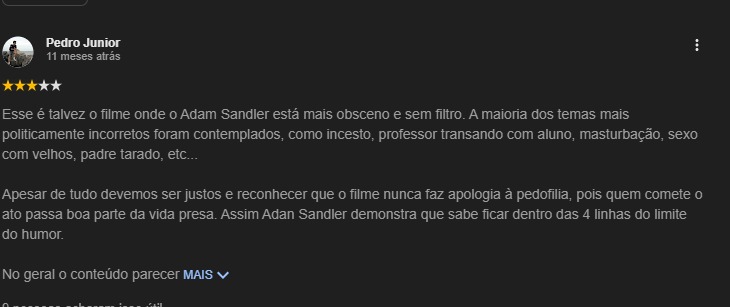 Pedro Junior
11 meses atrás
Esse é talvez o filme onde o Adam Sandler está mais obsceno e sem filtro. A maioria dos temas mais
politicamente incorretos foram contemplados, como incesto, professor transando com aluno, masturbação, sexo
com velhos, padre tarado, etc...
Apesar de tudo devemos ser justos e reconhecer que o filme nunca faz apologia à pedofilia, pois quem comete o
ato passa boa parte da vida presa. Assim Adan Sandler demonstra que sabe ficar dentro das 4 linhas do limite
do humor.
No geral o conteúdo parecer MAIS
pessoas acharam isso útil